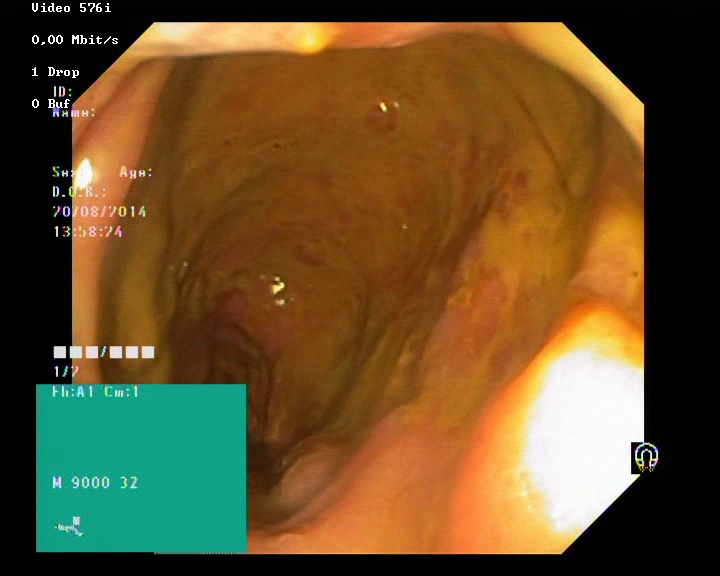 Video 576i
0,00 Mbit/s
1 Drop
ID:
0 Buf
Name:
Sex: Age:
D.O.B.:
20/08/2014
13:58:24
■■■/■■■
1/2
Eh:A1 Cm:1
M 9000 32